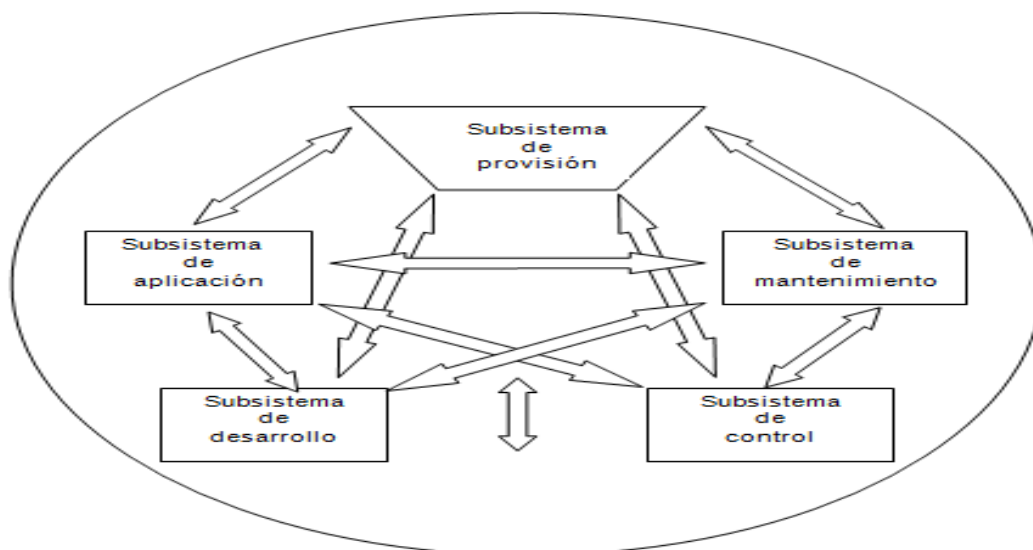 Subsistema
de
provisión
Subsistema
de
aplicación
Subsistema
de
mantenimiento
Subsistema
de
desarrollo
Subsistema
de
control